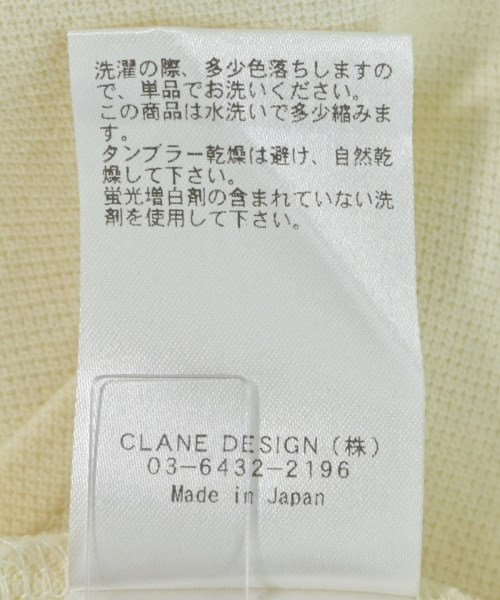 洗濯の際、多少色落ちしますの
で、単品でお洗いください。
この商品は水洗いで多少縮みま
す。
タンブラー乾燥は避け、自然乾
燥して下さい。
蛍光増白剤の含まれていない洗
剤を使用して下さい。
CLANE DESIGN（株）
03-6432-2196
Made in Japan